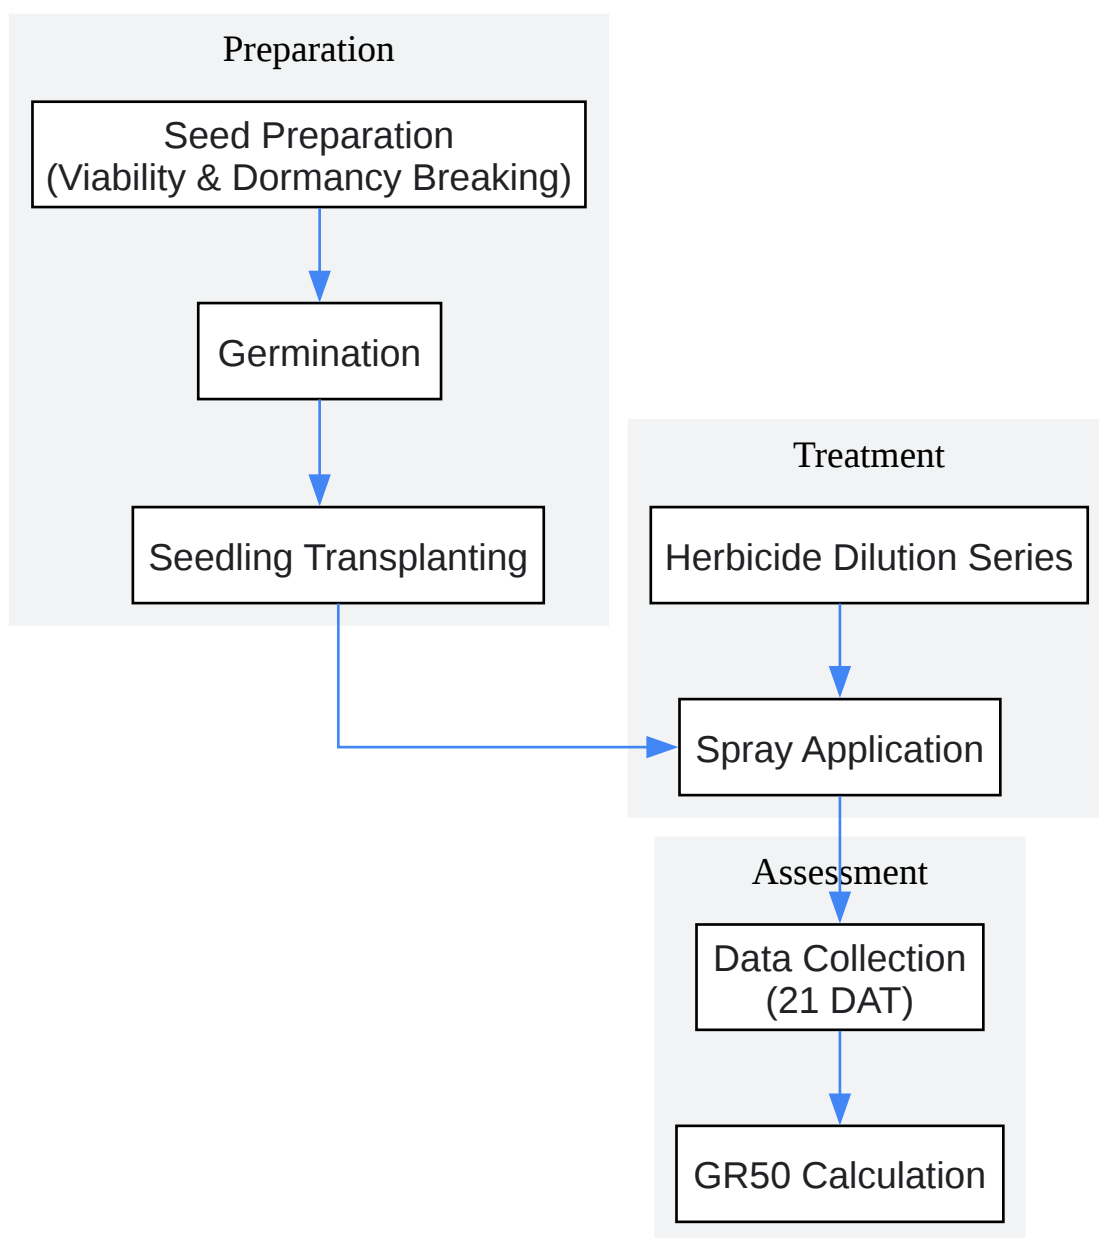 Preparation
Seed Preparation
(Viability & Dormancy Breaking)
Germination
Seedling Transplanting
Treatment
Herbicide Dilution Series
Spray Application
Assessment
Data Collection
(21 DAT)
GR50 Calculation